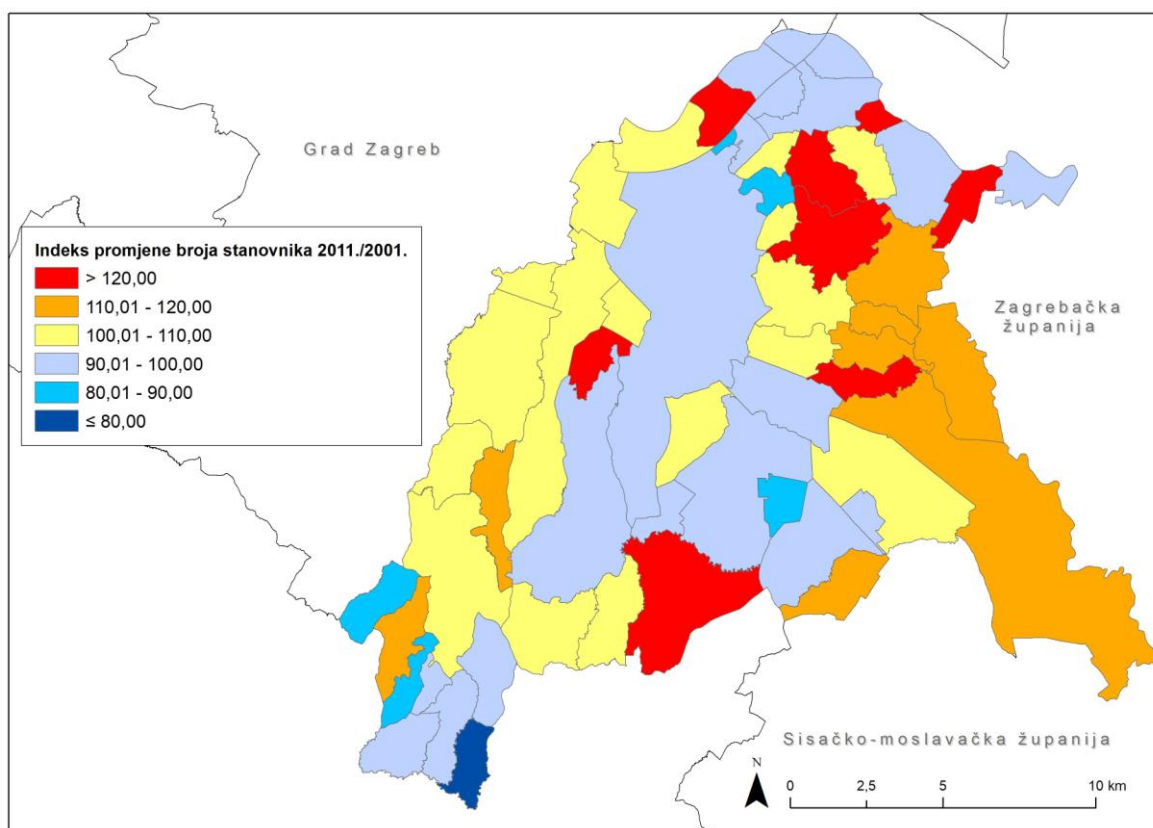 Grad Zagreb
Indeks promjene broja stanovnika 2011./2001.
> 120,00
110,01 - 120,00
100,01 - 110,00
90,01 - 100,00
80,01 - 90,00
≤ 80,00
Zagrebačka
županija
Sisačko-moslavačka županija
N
0 2,5 5 10 km